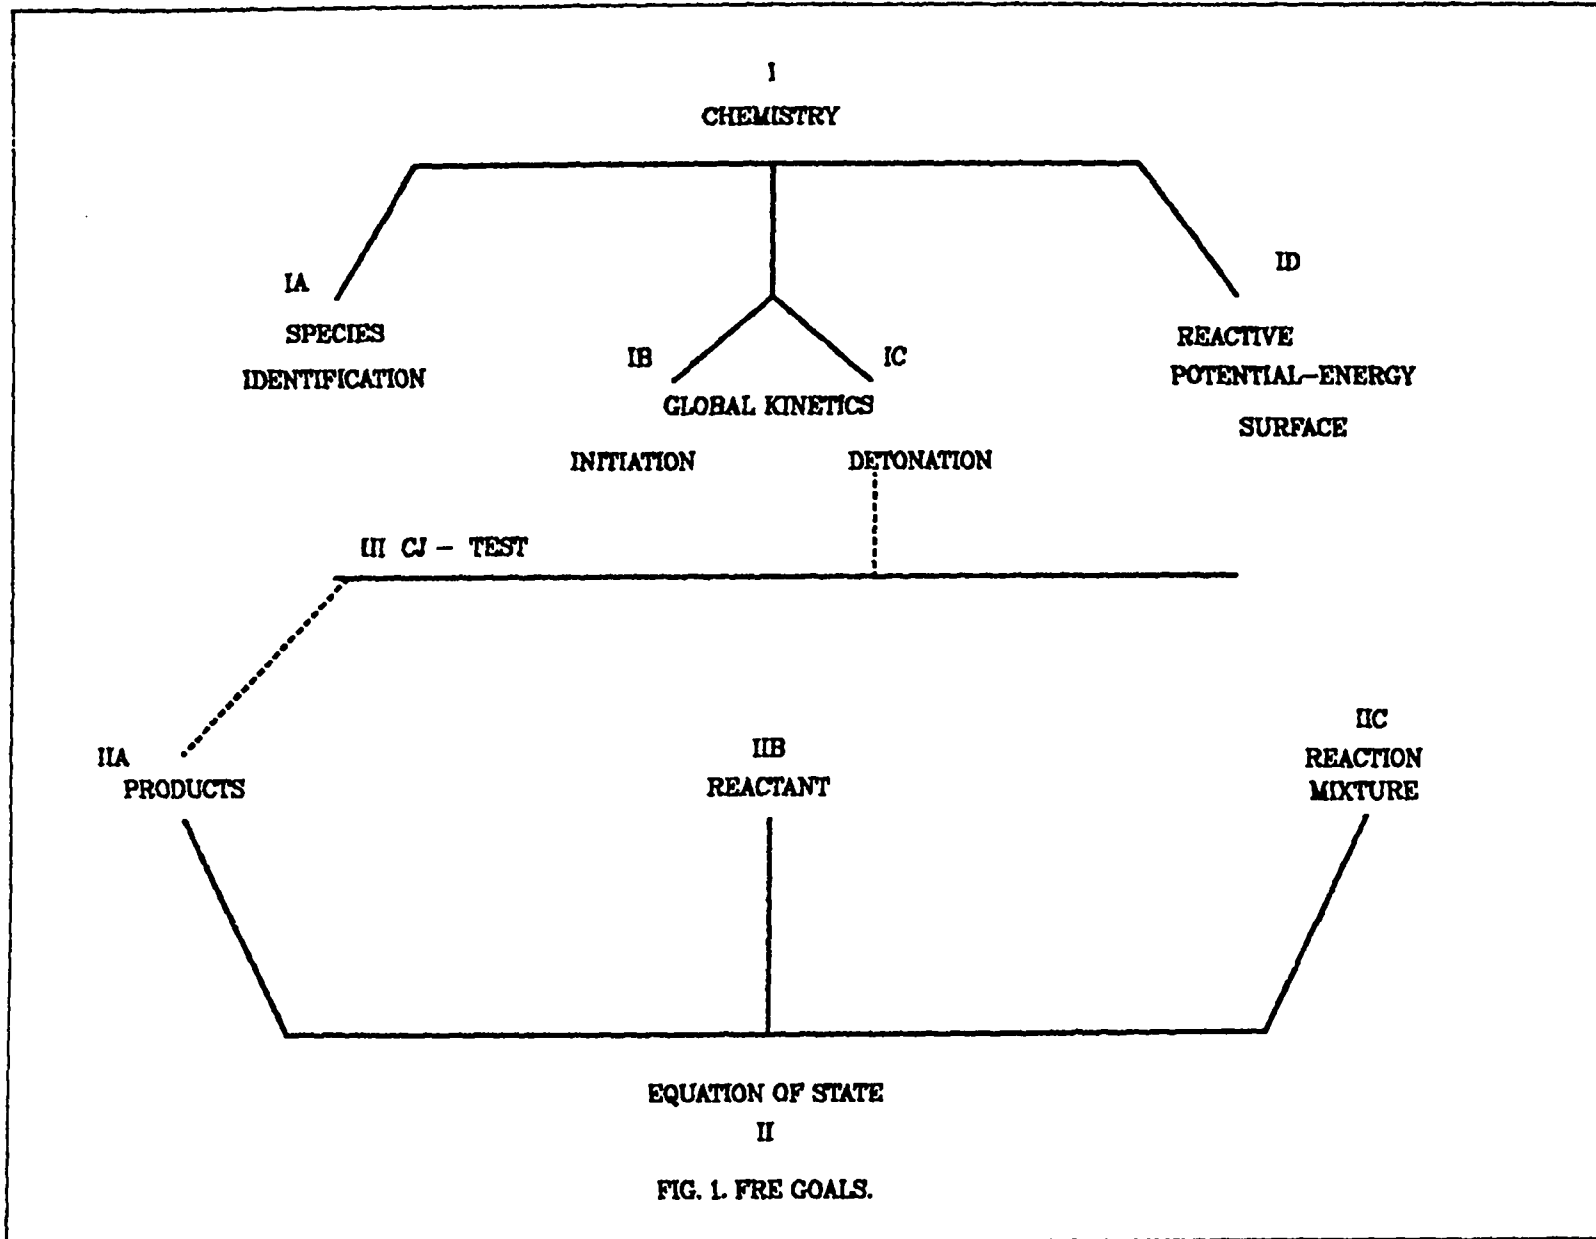 I
CHEMISTRY
IA
SPECIES
IDENTIFICATION
IB
IC
GLOBAL KINETICS
INITIATION
DETONATION
ID
REACTIVE
POTENTIAL-ENERGY
SURFACE
III CJ - TEST
IIA
PRODUCTS
IIB
REACTANT
IIC
REACTION
MIXTURE
EQUATION OF STATE
II
FIG. 1. FRE GOALS.